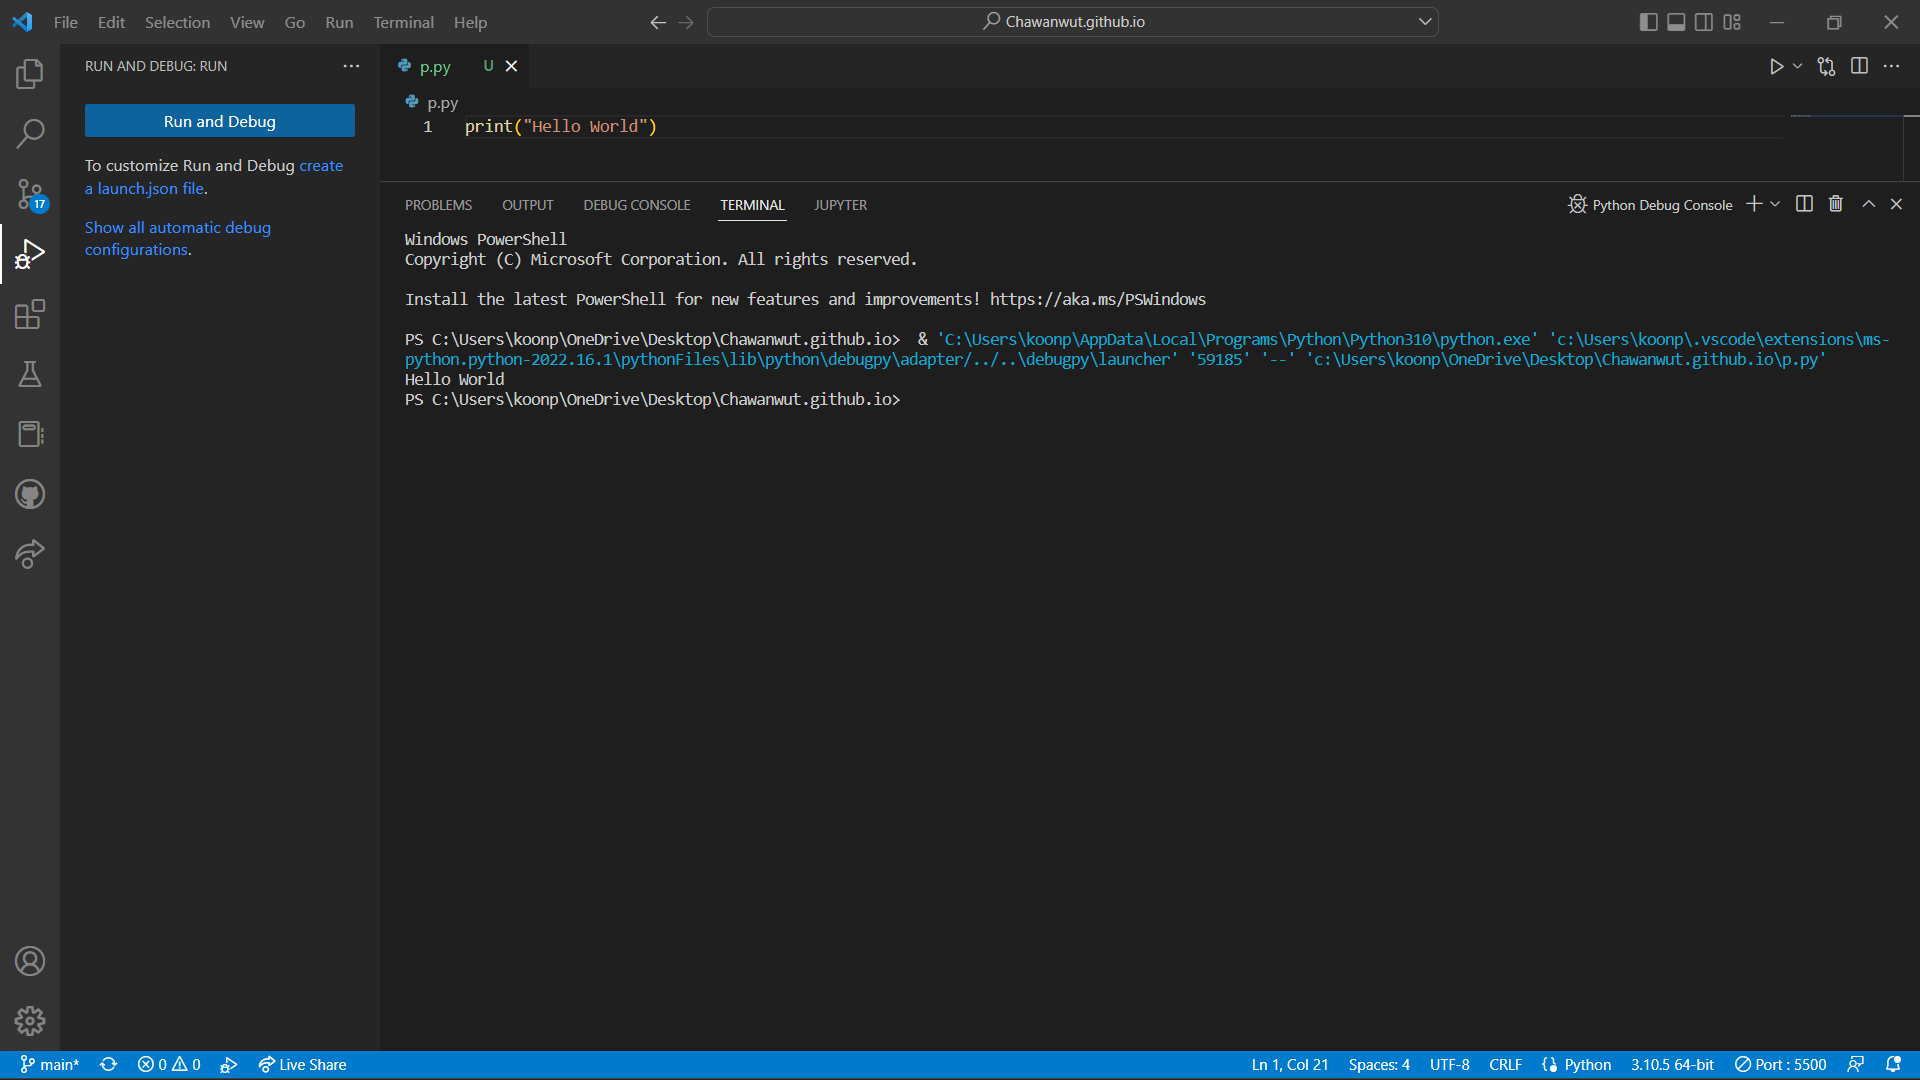 File Edit Selection View Go Run Terminal Help
Chawanwut.github.io
RUN AND DEBUG: RUN
Run and Debug
To customize Run and Debug create
a launch.json file.
Show all automatic debug
configurations.
17
p.py U
p.py
1 print("Hello World")
PROBLEMS OUTPUT DEBUG CONSOLE TERMINAL JUPYTER
Python Debug Console
Windows PowerShell
Copyright (C) Microsoft Corporation. All rights reserved.
Install the latest PowerShell for new features and improvements! https://aka.ms/PSWindows
PS C:\Users\koonp\OneDrive\Desktop\Chawanwut.github.io>  & 'C:\Users\koonp\AppData\Local\Programs\Python\Python310\python.exe' 'c:\Users\koonp\.vscode\extensions\ms-
python.python-2022.16.1\pythonFiles\lib\python\debugpy\adapter/../..\debugpy\launcher' '59185' '--' 'c:\Users\koonp\OneDrive\Desktop\Chawanwut.github.io\p.py'
Hello World
PS C:\Users\koonp\OneDrive\Desktop\Chawanwut.github.io>
main* 0 0 Live Share
Ln 1, Col 21 Spaces: 4 UTF-8 CRLF Python 3.10.5 64-bit Port : 5500